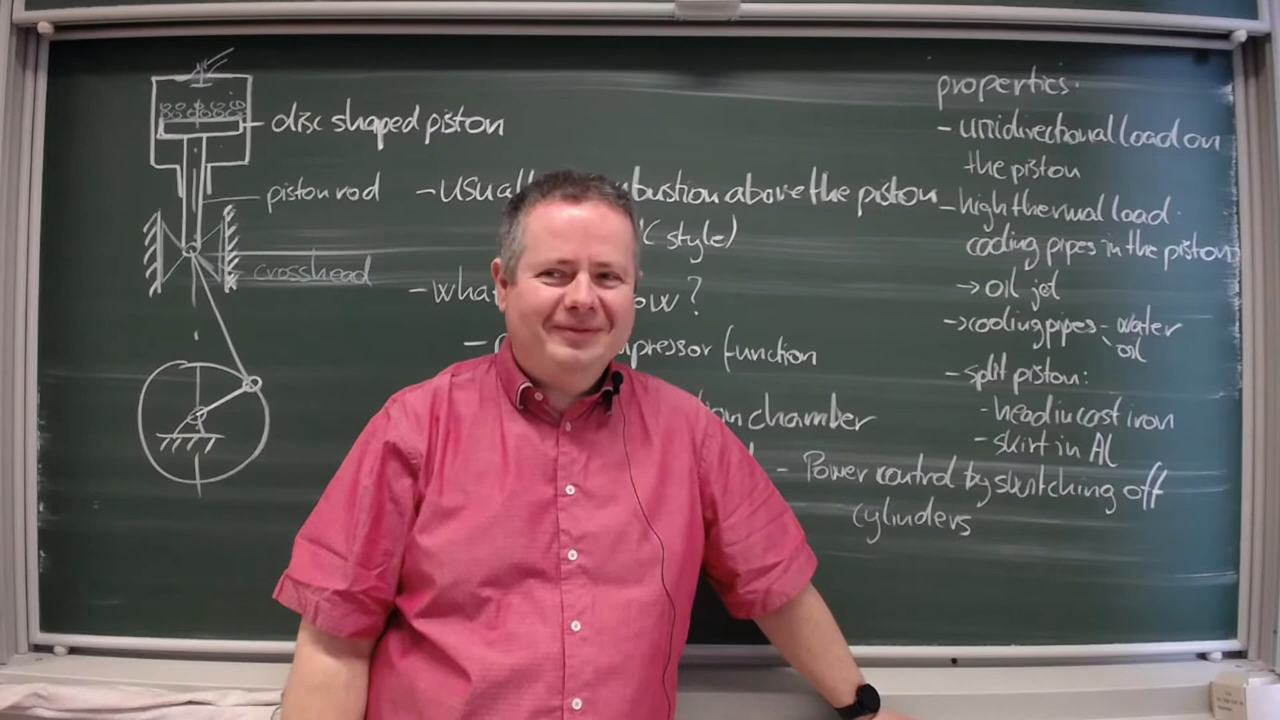 disc shaped piston
piston rod
crosshead
-usual bustion above the piston
style)
-wha ow?
pressor function
chamber
properties:
- unidirectional load on
the piston
-high thermal load
cooling pipes in the piston
→ oil jet
→cooling pipes - water
oil
- split piston:
- head in cast iron
- skirt in AL
- Power control by switching off
cylinders